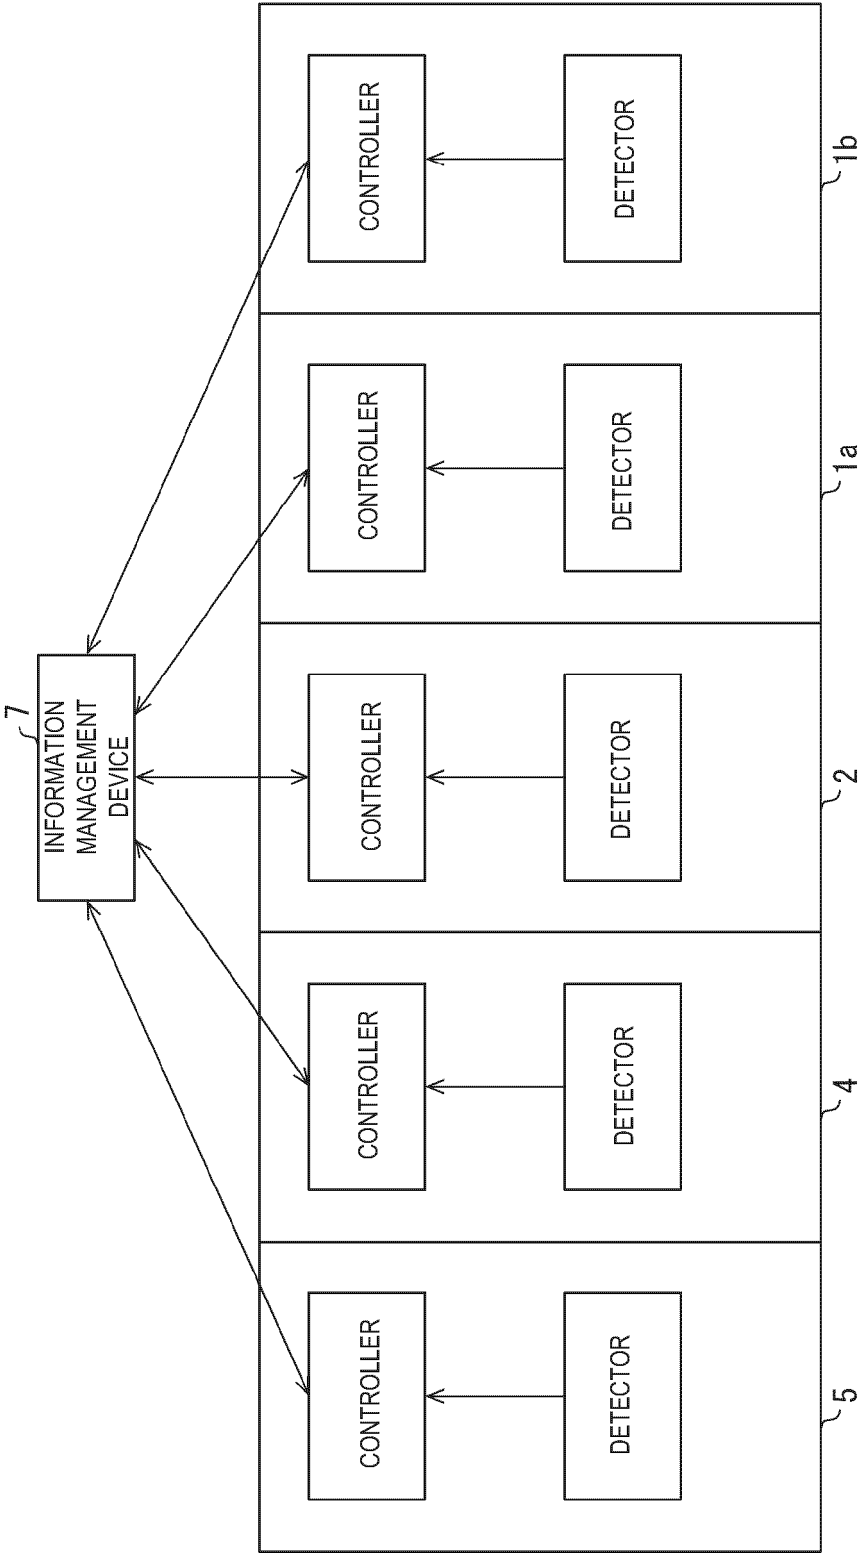 7
INFORMATION
MANAGEMENT
DEVICE
CONTROLLER
CONTROLLER
CONTROLLER
CONTROLLER
CONTROLLER
DETECTOR
DETECTOR
DETECTOR
DETECTOR
DETECTOR
5
4
2
1a
1b